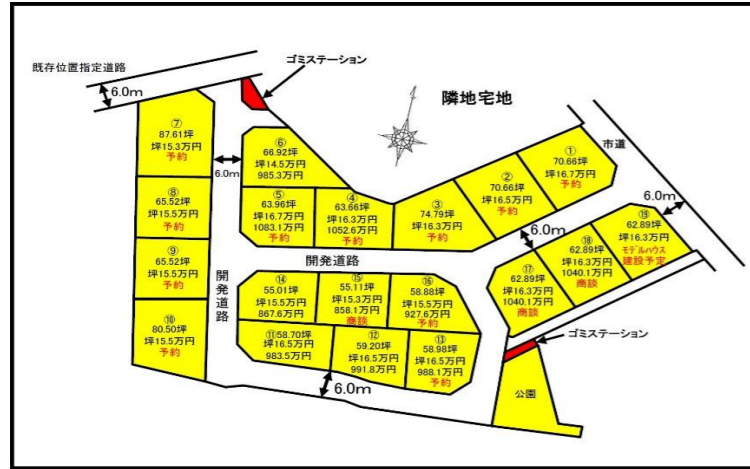 既存位置指定道路
6.0m
ゴミステーション
隣地宅地
⑦
87.61坪
坪15.3万円
予約
⑥
66.92坪
坪14.5万円
985.3万円
6.0m
①
70.66坪
坪16.7万円
予約
市道
②
70.66坪
坪16.5万円
予約
⑧
65.52坪
坪15.5万円
予約
⑤
63.96坪
坪16.7万円
1083.1万円
予約
④
63.66坪
坪16.3万円
1052.6万円
予約
③
74.79坪
坪16.3万円
予約
6.0m
⑲
62.89坪
坪16.3万円
モデルハウス
建設予定
6.0m
⑱
62.89坪
坪16.3万円
1040.1万円
商談
⑰
62.89坪
坪16.3万円
1040.1万円
商談
開発道路
⑨
65.52坪
坪15.5万円
予約
開発道路
⑭
55.01坪
坪15.5万円
867.6万円
⑮
55.11坪
坪15.3万円
858.1万円
商談
⑯
58.88坪
坪15.5万円
927.6万円
予約
⑩
80.50坪
坪15.5万円
予約
⑪58.70坪
坪16.5万円
983.5万円
⑫
59.20坪
坪16.5万円
991.8万円
⑬
58.98坪
坪16.5万円
988.1万円
予約
ゴミステーション
6.0m
公園